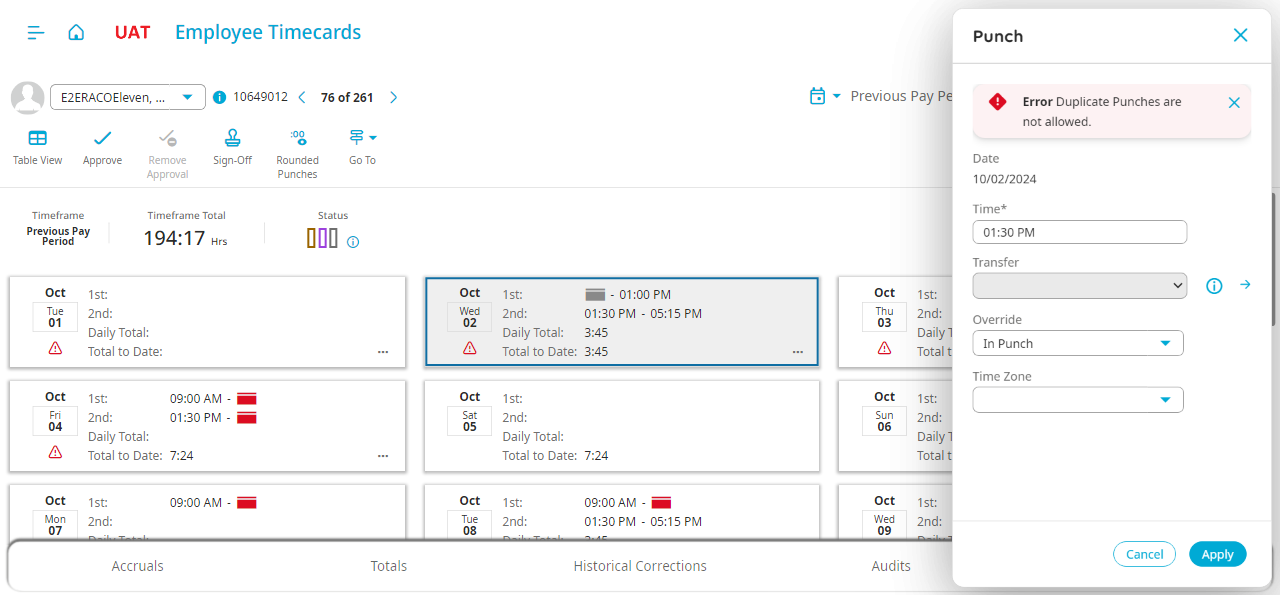 UAT
Employee Timecards
E2ERACOEleven, ...
10649012
76 of 261
Previous Pay Pe
Table View
Approve
Remove
Approval
Sign-Off
Rounded
Punches
Go To
Timeframe
Previous Pay
Period
Timeframe Total
194:17 Hrs
Status
Oct
Tue
01
1st:
2nd:
Daily Total:
Total to Date:
...
Oct
Wed
02
1st: - 01:00 PM
2nd: 01:30 PM - 05:15 PM
Daily Total: 3:45
Total to Date: 3:45
...
Oct
Thu
03
1st:
2nd:
Daily T
Total t
Oct
Fri
04
1st: 09:00 AM -
2nd: 01:30 PM -
Daily Total:
Total to Date: 7:24
...
Oct
Sat
05
1st:
2nd:
Daily Total:
Total to Date: 7:24
Oct
Sun
06
1st:
2nd:
Daily T
Total t
Oct
Mon
07
1st: 09:00 AM -
2nd:
Daily Total:
Oct
Tue
08
1st: 09:00 AM -
2nd: 01:30 PM - 05:15 PM
Daily Total: 3:45
Oct
Wed
09
1st:
2nd:
Daily T
Accruals
Totals
Historical Corrections
Audits
Punch
Error Duplicate Punches are
not allowed.
Date
10/02/2024
Time*
01:30 PM
Transfer
Override
In Punch
Time Zone
Cancel
Apply